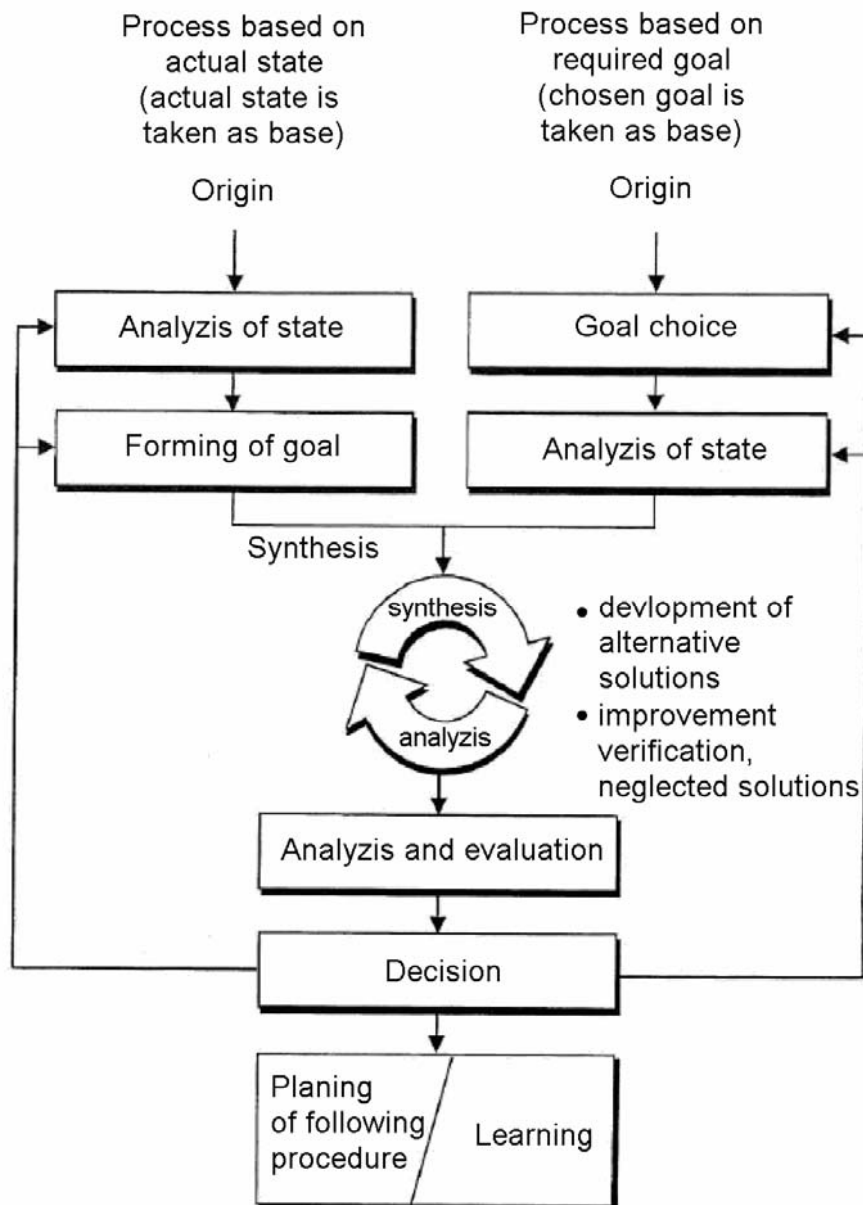 Process based on
actual state
(actual state is
taken as base)
Origin
Process based on
required goal
(chosen goal is
taken as base)
Origin
Analyzis of state
Forming of goal
Goal choice
Analyzis of state
Synthesis
synthesis
analyzis
• devlopment of
alternative
solutions
• improvement
verification,
neglected solutions
Analyzis and evaluation
Decision
Planing
of following
procedure
Learning